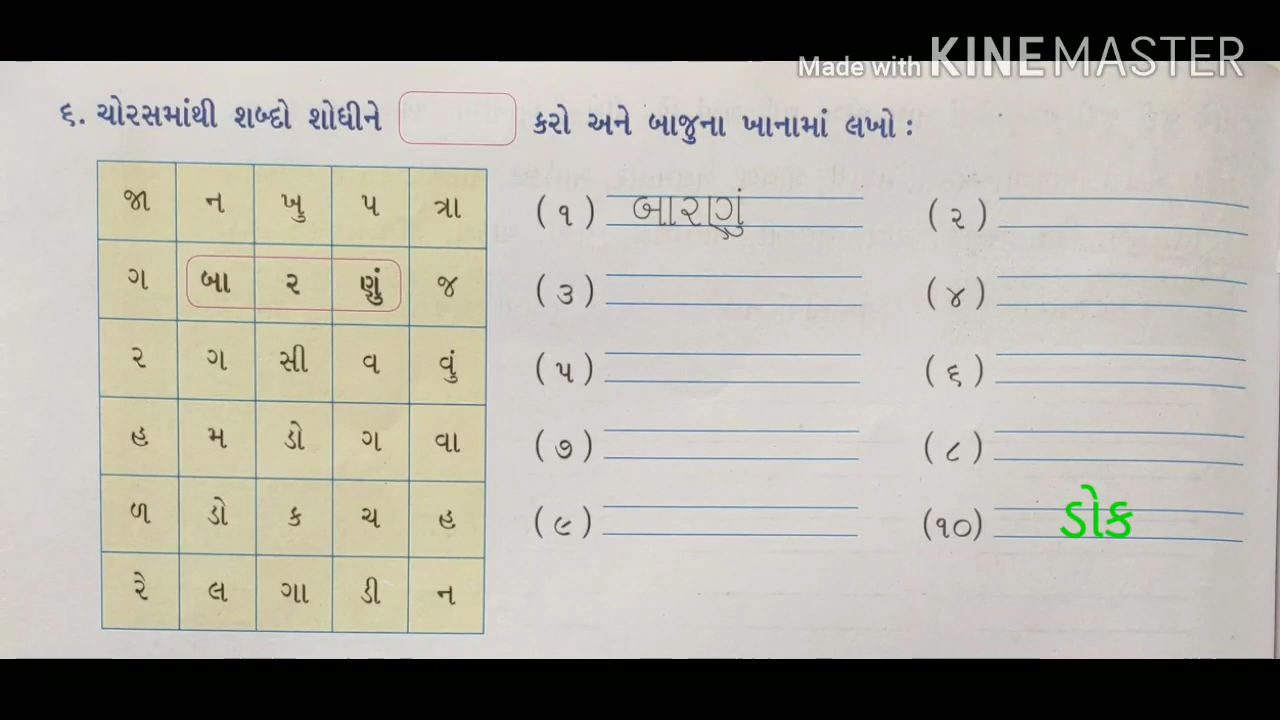 Made with KINEMASTER
૬. ચોરસમાંથી શબ્દો શોધીને કરો અને બાજુના ખાનામાં લખો :
જા ન ખુ પ ત્રા
ગ બા ર ણું જ
ર ગ સી વ વું
હ મ ડો ગ વા
ળ ડો ક ચ હ
રે લ ગા ડી ન
(૧) બારણું (૨)
(૩) (૪)
(૫) (૬)
(૭) (૮)
(૯) (૧૦) ડોક